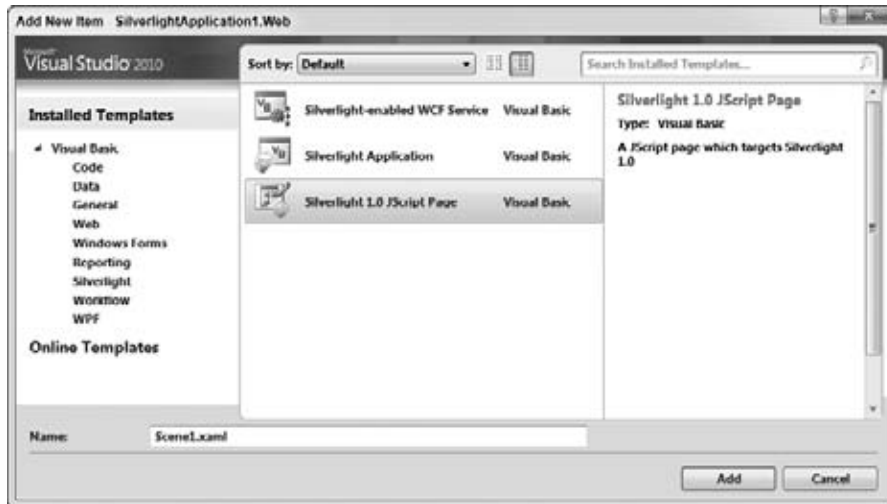 Add New Item SilverlightApplication1.Web
Microsoft
Visual Studio 2010
Sort by: Default
Search Installed Templates...
Installed Templates
Visual Basic
Code
Data
General
Web
Windows Forms
Reporting
Silverlight
Workflow
WPF
Online Templates
Silverlight-enabled WCF Service Visual Basic
Silverlight Application Visual Basic
Silverlight 1.0 JScript Page Visual Basic
Silverlight 1.0 JScript Page
Type: Visual Basic
A JScript page which targets Silverlight
1.0
Name: Scene1.xaml
Add Cancel